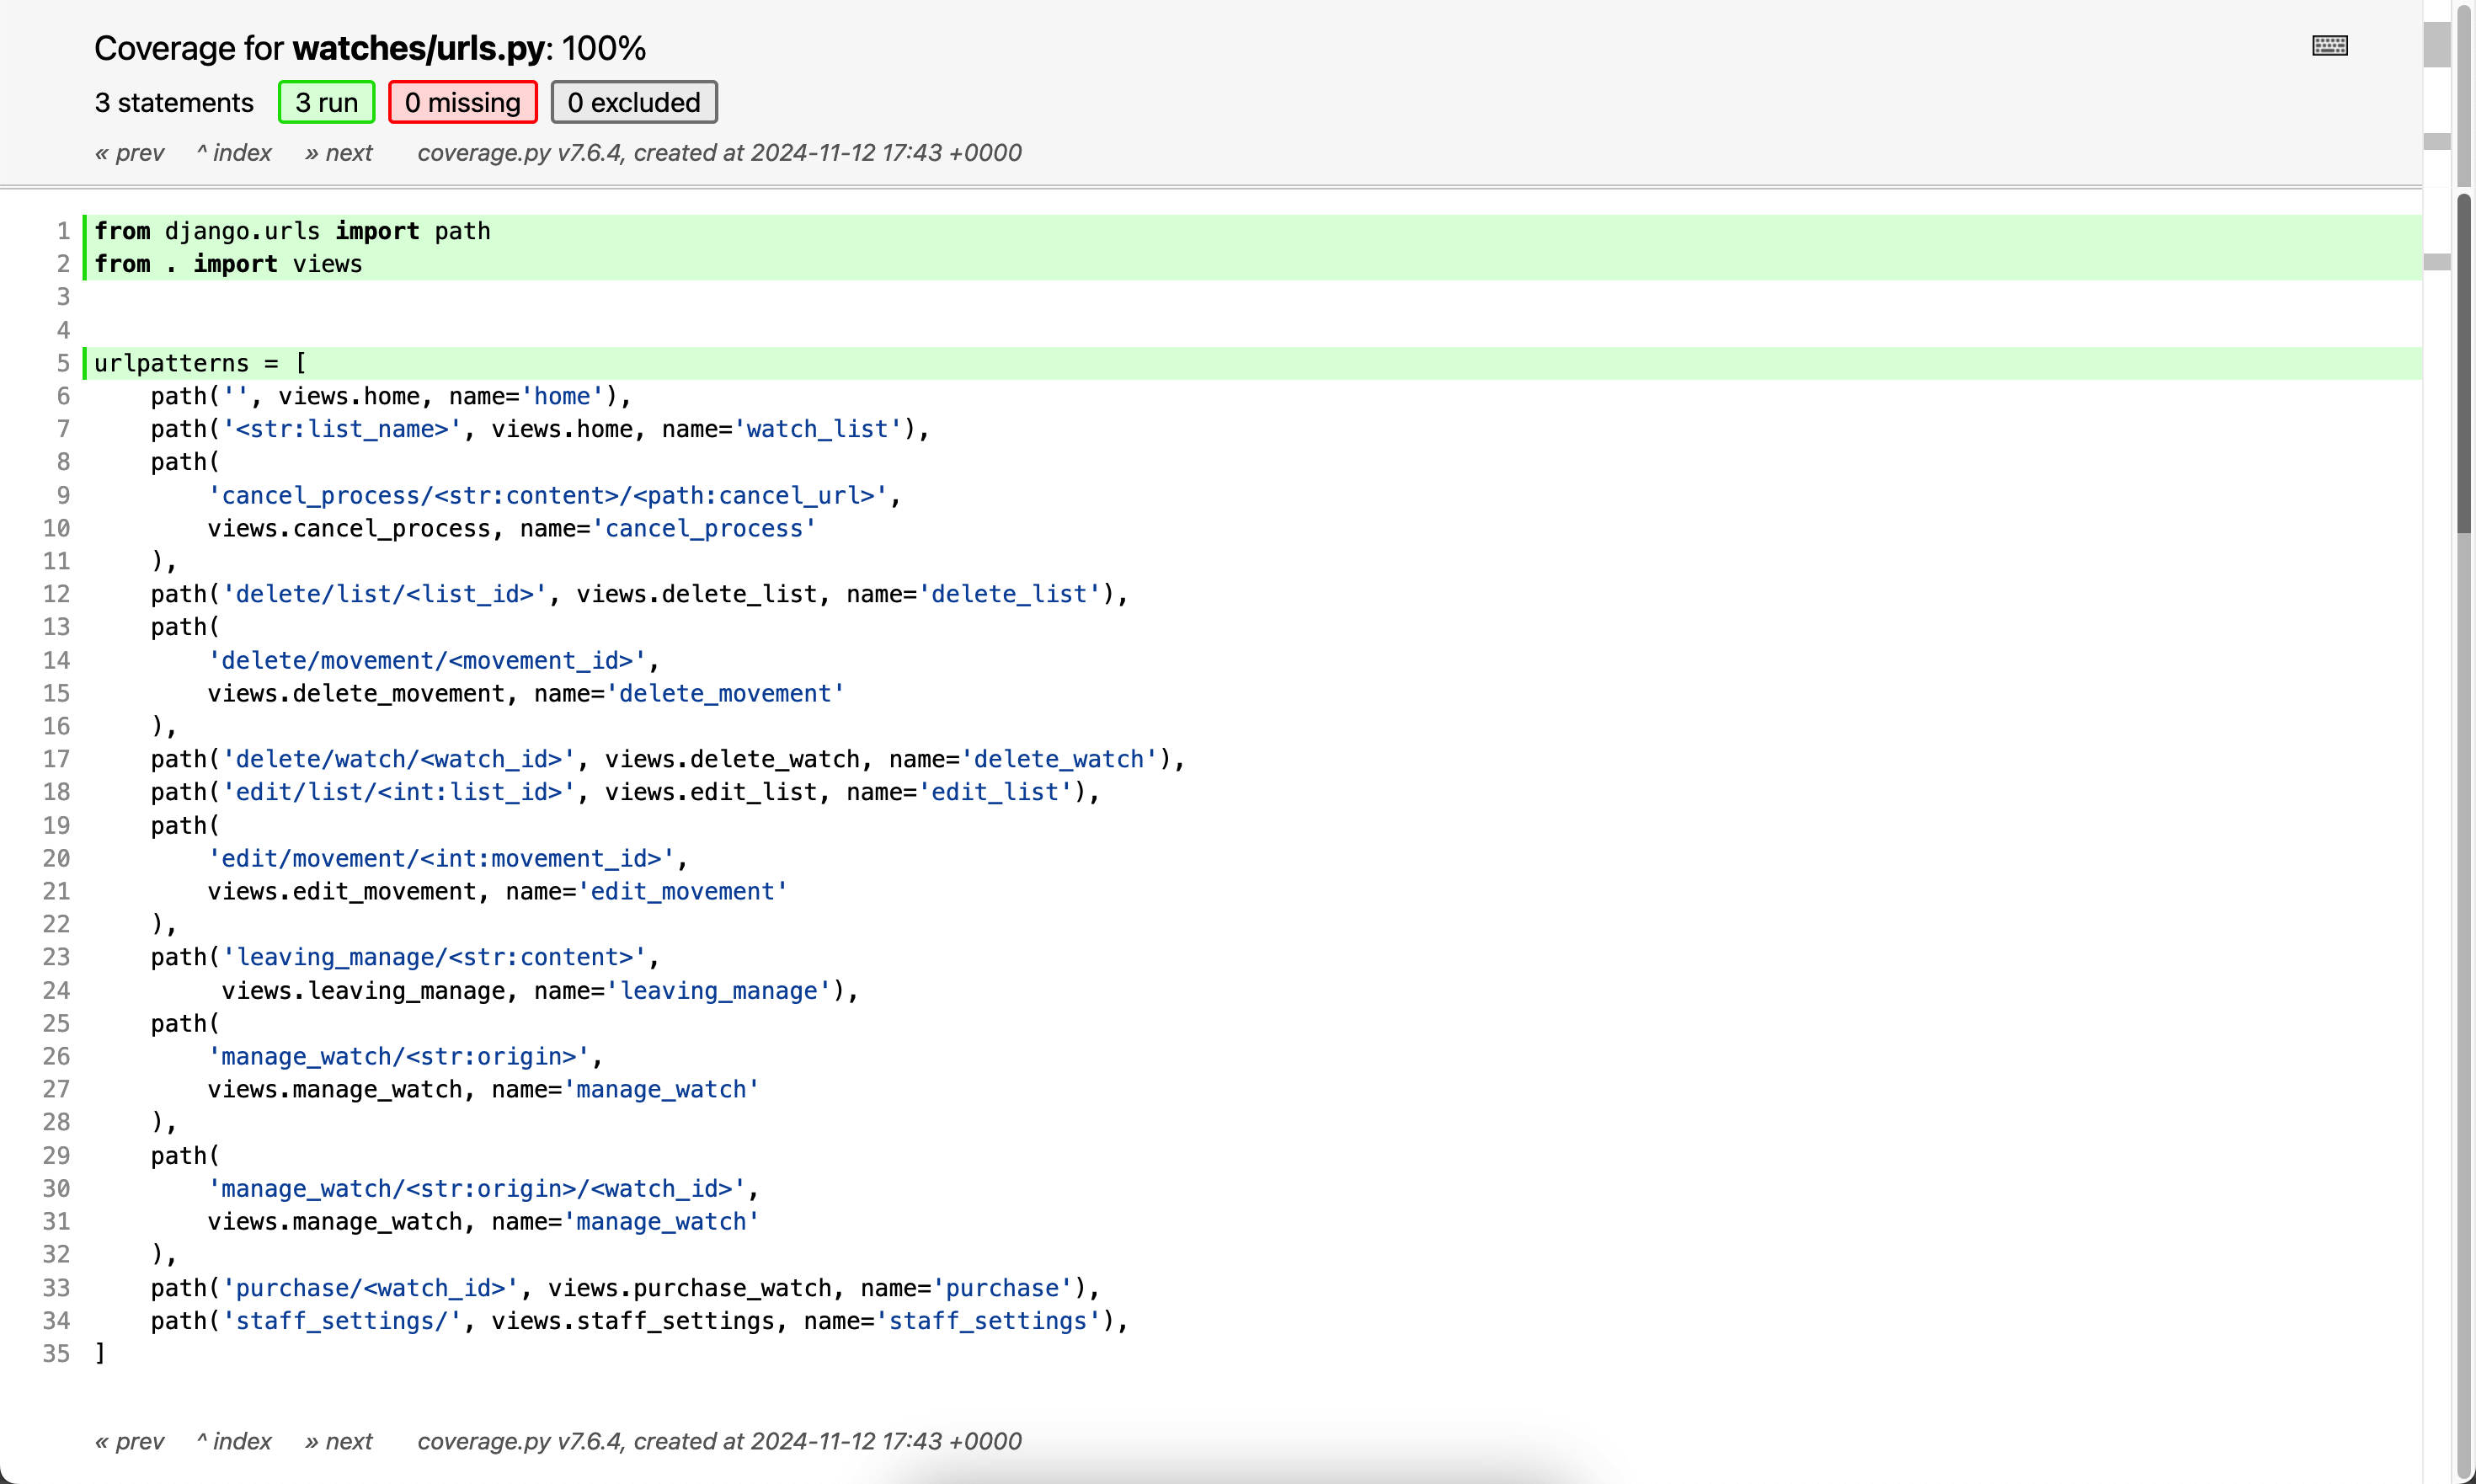 Coverage for watches/urls.py: 100%
3 statements 3 run 0 missing 0 excluded
« prev ^ index » next coverage.py v7.6.4, created at 2024-11-12 17:43 +0000
1 from django.urls import path
2 from . import views
3
4
5 urlpatterns = [
6     path('', views.home, name='home'),
7     path('<str:list_name>', views.home, name='watch_list'),
8     path(
9         'cancel_process/<str:content>/<path:cancel_url>',
10         views.cancel_process, name='cancel_process'
11     ),
12     path('delete/list/<list_id>', views.delete_list, name='delete_list'),
13     path(
14         'delete/movement/<movement_id>',
15         views.delete_movement, name='delete_movement'
16     ),
17     path('delete/watch/<watch_id>', views.delete_watch, name='delete_watch'),
18     path('edit/list/<int:list_id>', views.edit_list, name='edit_list'),
19     path(
20         'edit/movement/<int:movement_id>',
21         views.edit_movement, name='edit_movement'
22     ),
23     path('leaving_manage/<str:content>',
24          views.leaving_manage, name='leaving_manage'),
25     path(
26         'manage_watch/<str:origin>',
27         views.manage_watch, name='manage_watch'
28     ),
29     path(
30         'manage_watch/<str:origin>/<watch_id>',
31         views.manage_watch, name='manage_watch'
32     ),
33     path('purchase/<watch_id>', views.purchase_watch, name='purchase'),
34     path('staff_settings/', views.staff_settings, name='staff_settings'),
35 ]
« prev ^ index » next coverage.py v7.6.4, created at 2024-11-12 17:43 +0000